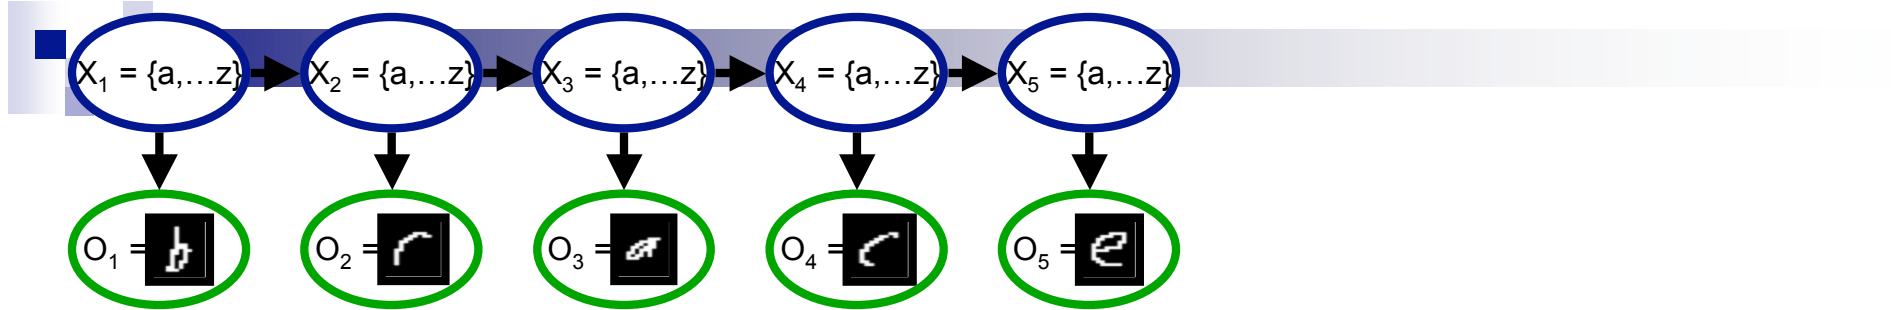 X₁ = {a,…z} X₂ = {a,…z} X₃ = {a,…z} X₄ = {a,…z} X₅ = {a,…z}
O₁ = b O₂ = r O₃ = a O₄ = c O₅ = e